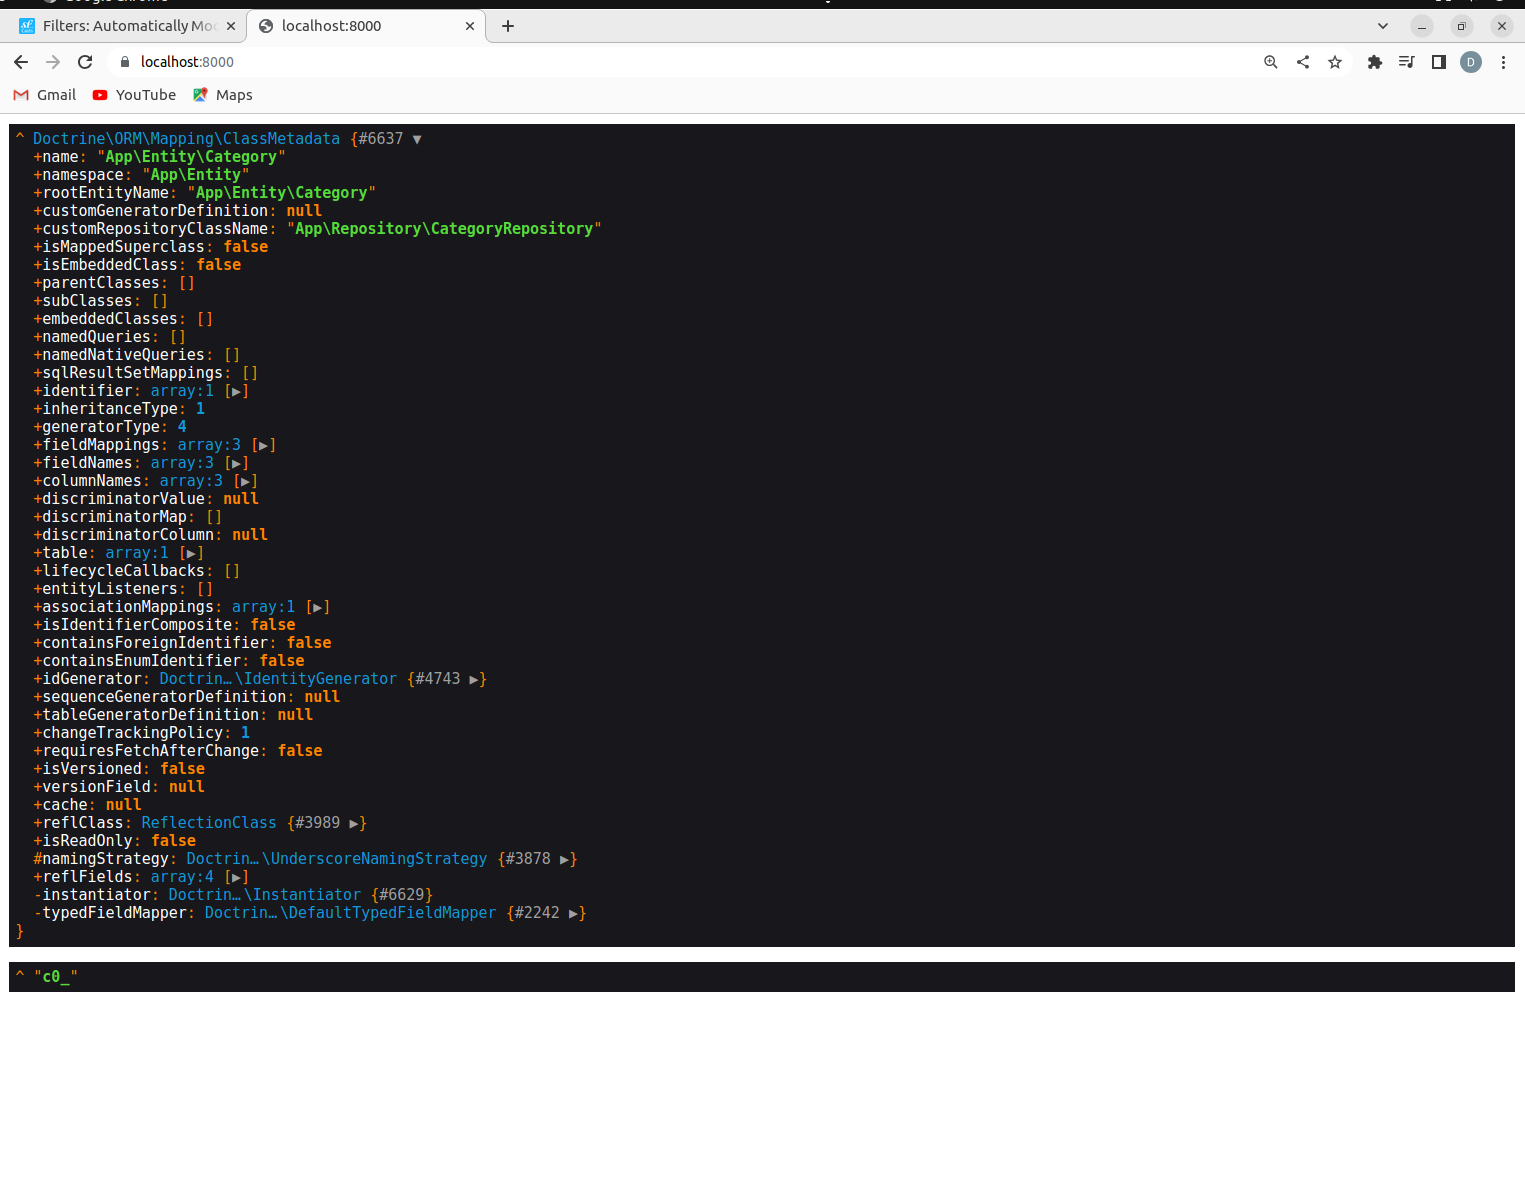 Filters: Automatically Mo
localhost:8000
localhost:8000
D
Gmail YouTube Maps
^ Doctrine\ORM\Mapping\ClassMetadata {#6637 ▼
+name: "App\Entity\Category"
+namespace: "App\Entity"
+rootEntityName: "App\Entity\Category"
+customGeneratorDefinition: null
+customRepositoryClassName: "App\Repository\CategoryRepository"
+isMappedSuperclass: false
+isEmbeddedClass: false
+parentClasses: []
+subClasses: []
+embeddedClasses: []
+namedQueries: []
+namedNativeQueries: []
+sqlResultSetMappings: []
+identifier: array:1 [▶]
+inheritanceType: 1
+generatorType: 4
+fieldMappings: array:3 [▶]
+fieldNames: array:3 [▶]
+columnNames: array:3 [▶]
+discriminatorValue: null
+discriminatorMap: []
+discriminatorColumn: null
+table: array:1 [▶]
+lifecycleCallbacks: []
+entityListeners: []
+associationMappings: array:1 [▶]
+isIdentifierComposite: false
+containsForeignIdentifier: false
+containsEnumIdentifier: false
+idGenerator: Doctrin…\IdentityGenerator {#4743 ▶}
+sequenceGeneratorDefinition: null
+tableGeneratorDefinition: null
+changeTrackingPolicy: 1
+requiresFetchAfterChange: false
+isVersioned: false
+versionField: null
+cache: null
+reflClass: ReflectionClass {#3989 ▶}
+isReadOnly: false
#namingStrategy: Doctrin…\UnderscoreNamingStrategy {#3878 ▶}
+reflFields: array:4 [▶]
-instantiator: Doctrin…\Instantiator {#6629}
-typedFieldMapper: Doctrin…\DefaultTypedFieldMapper {#2242 ▶}
}
^ "c0_"